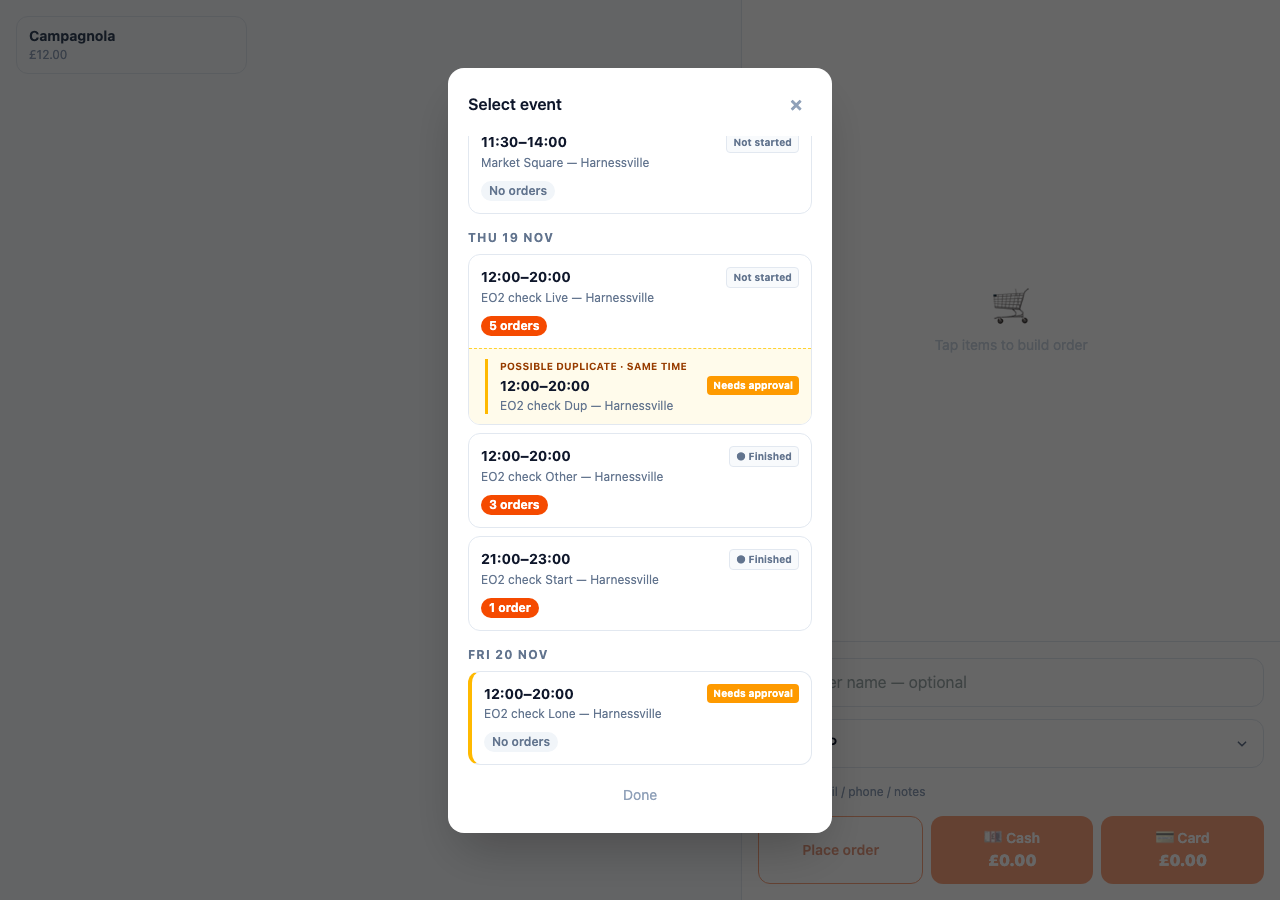 Campagnola
£12.00
Select event
×
11:30–14:00
Not started
Market Square — Harnessville
No orders
THU 19 NOV
12:00–20:00
Not started
EO2 check Live — Harnessville
5 orders
POSSIBLE DUPLICATE · SAME TIME
12:00–20:00
Needs approval
EO2 check Dup — Harnessville
12:00–20:00
Finished
EO2 check Other — Harnessville
3 orders
21:00–23:00
Finished
EO2 check Start — Harnessville
1 order
FRI 20 NOV
12:00–20:00
Needs approval
EO2 check Lone — Harnessville
No orders
Done
Tap items to build order
name — optional
/ phone / notes
Place order
Cash
£0.00
Card
£0.00